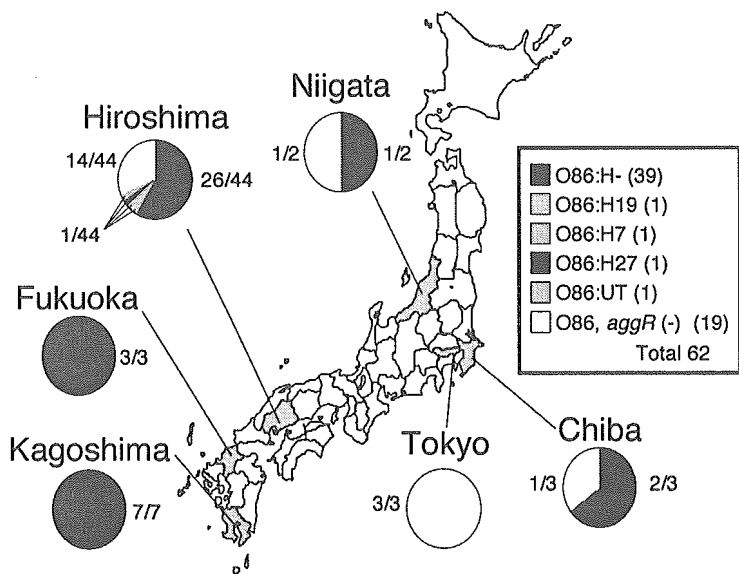 Niigata
1/2
1/2
Hiroshima
14/44
26/44
1/44
O86:H- (39)
O86:H19 (1)
O86:H7 (1)
O86:H27 (1)
O86:UT (1)
O86, aggR (-) (19)
Total 62
Fukuoka
3/3
Kagoshima
7/7
Tokyo
3/3
Chiba
1/3
2/3